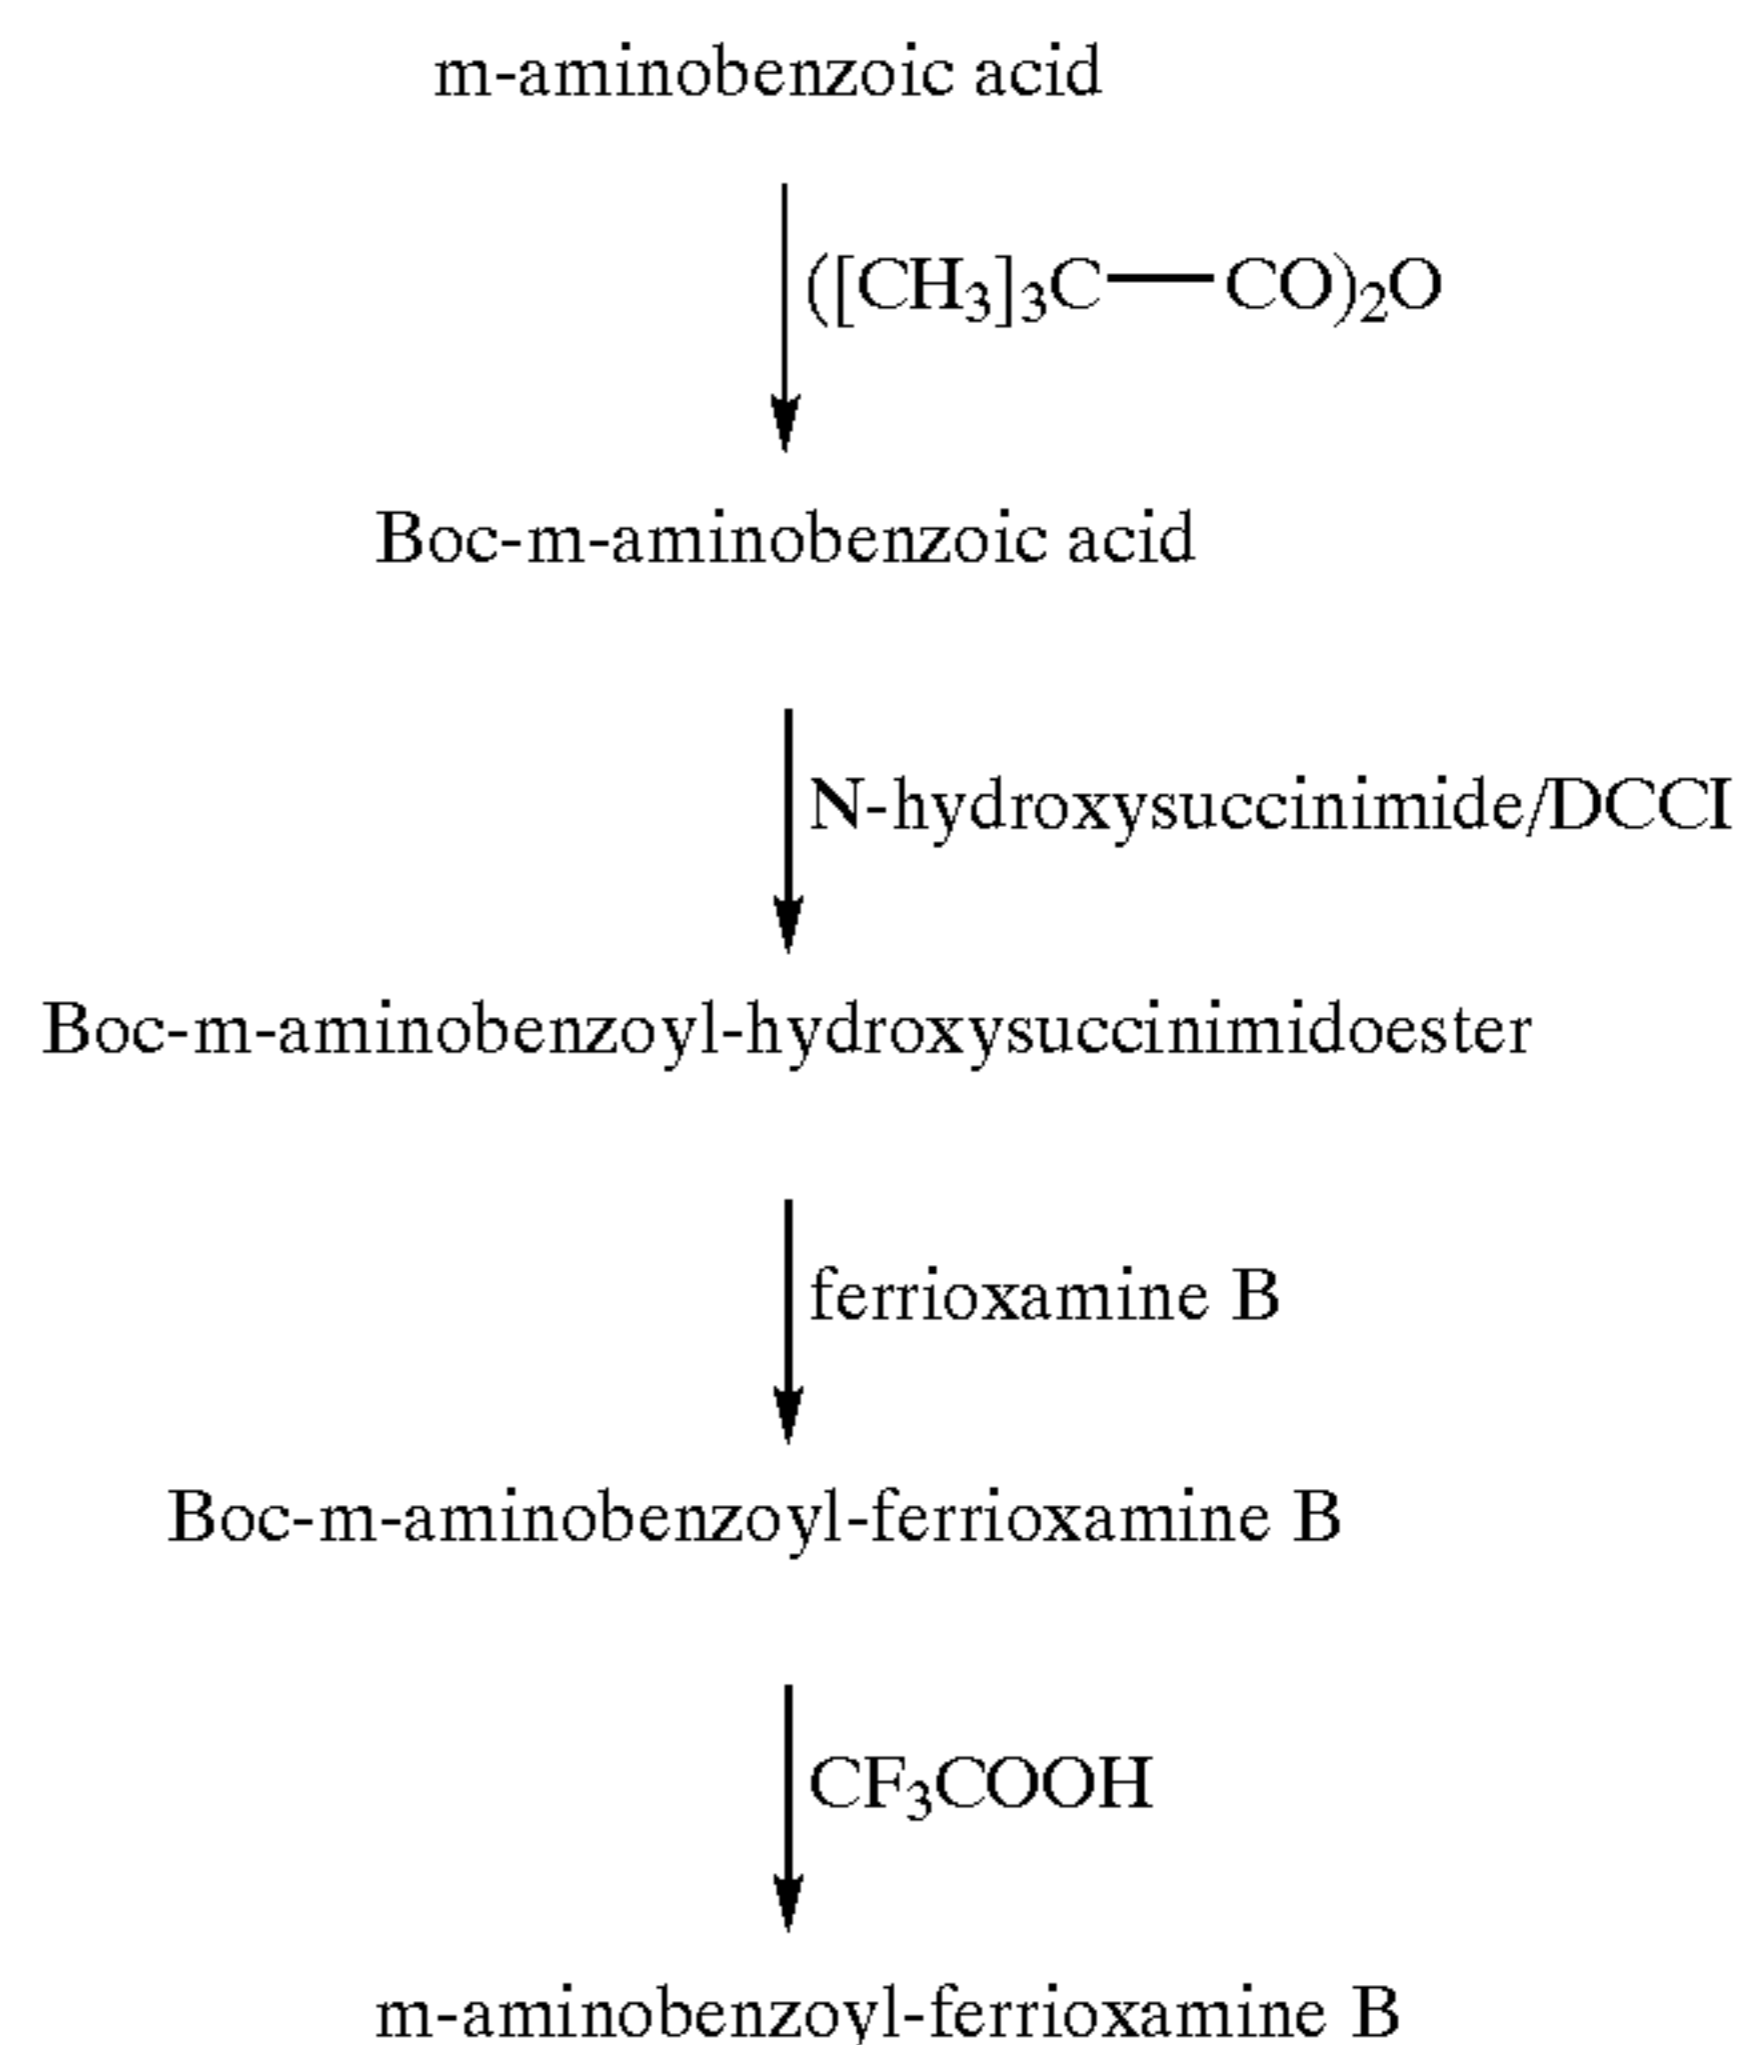 m-aminobenzoic acid
([CH₃]₃C—CO)₂O
Boc-m-aminobenzoic acid
N-hydroxysuccinimide/DCCI
Boc-m-aminobenzoyl-hydroxysuccinimidoester
ferrioxamine B
Boc-m-aminobenzoyl-ferrioxamine B
CF₃COOH
m-aminobenzoyl-ferrioxamine B